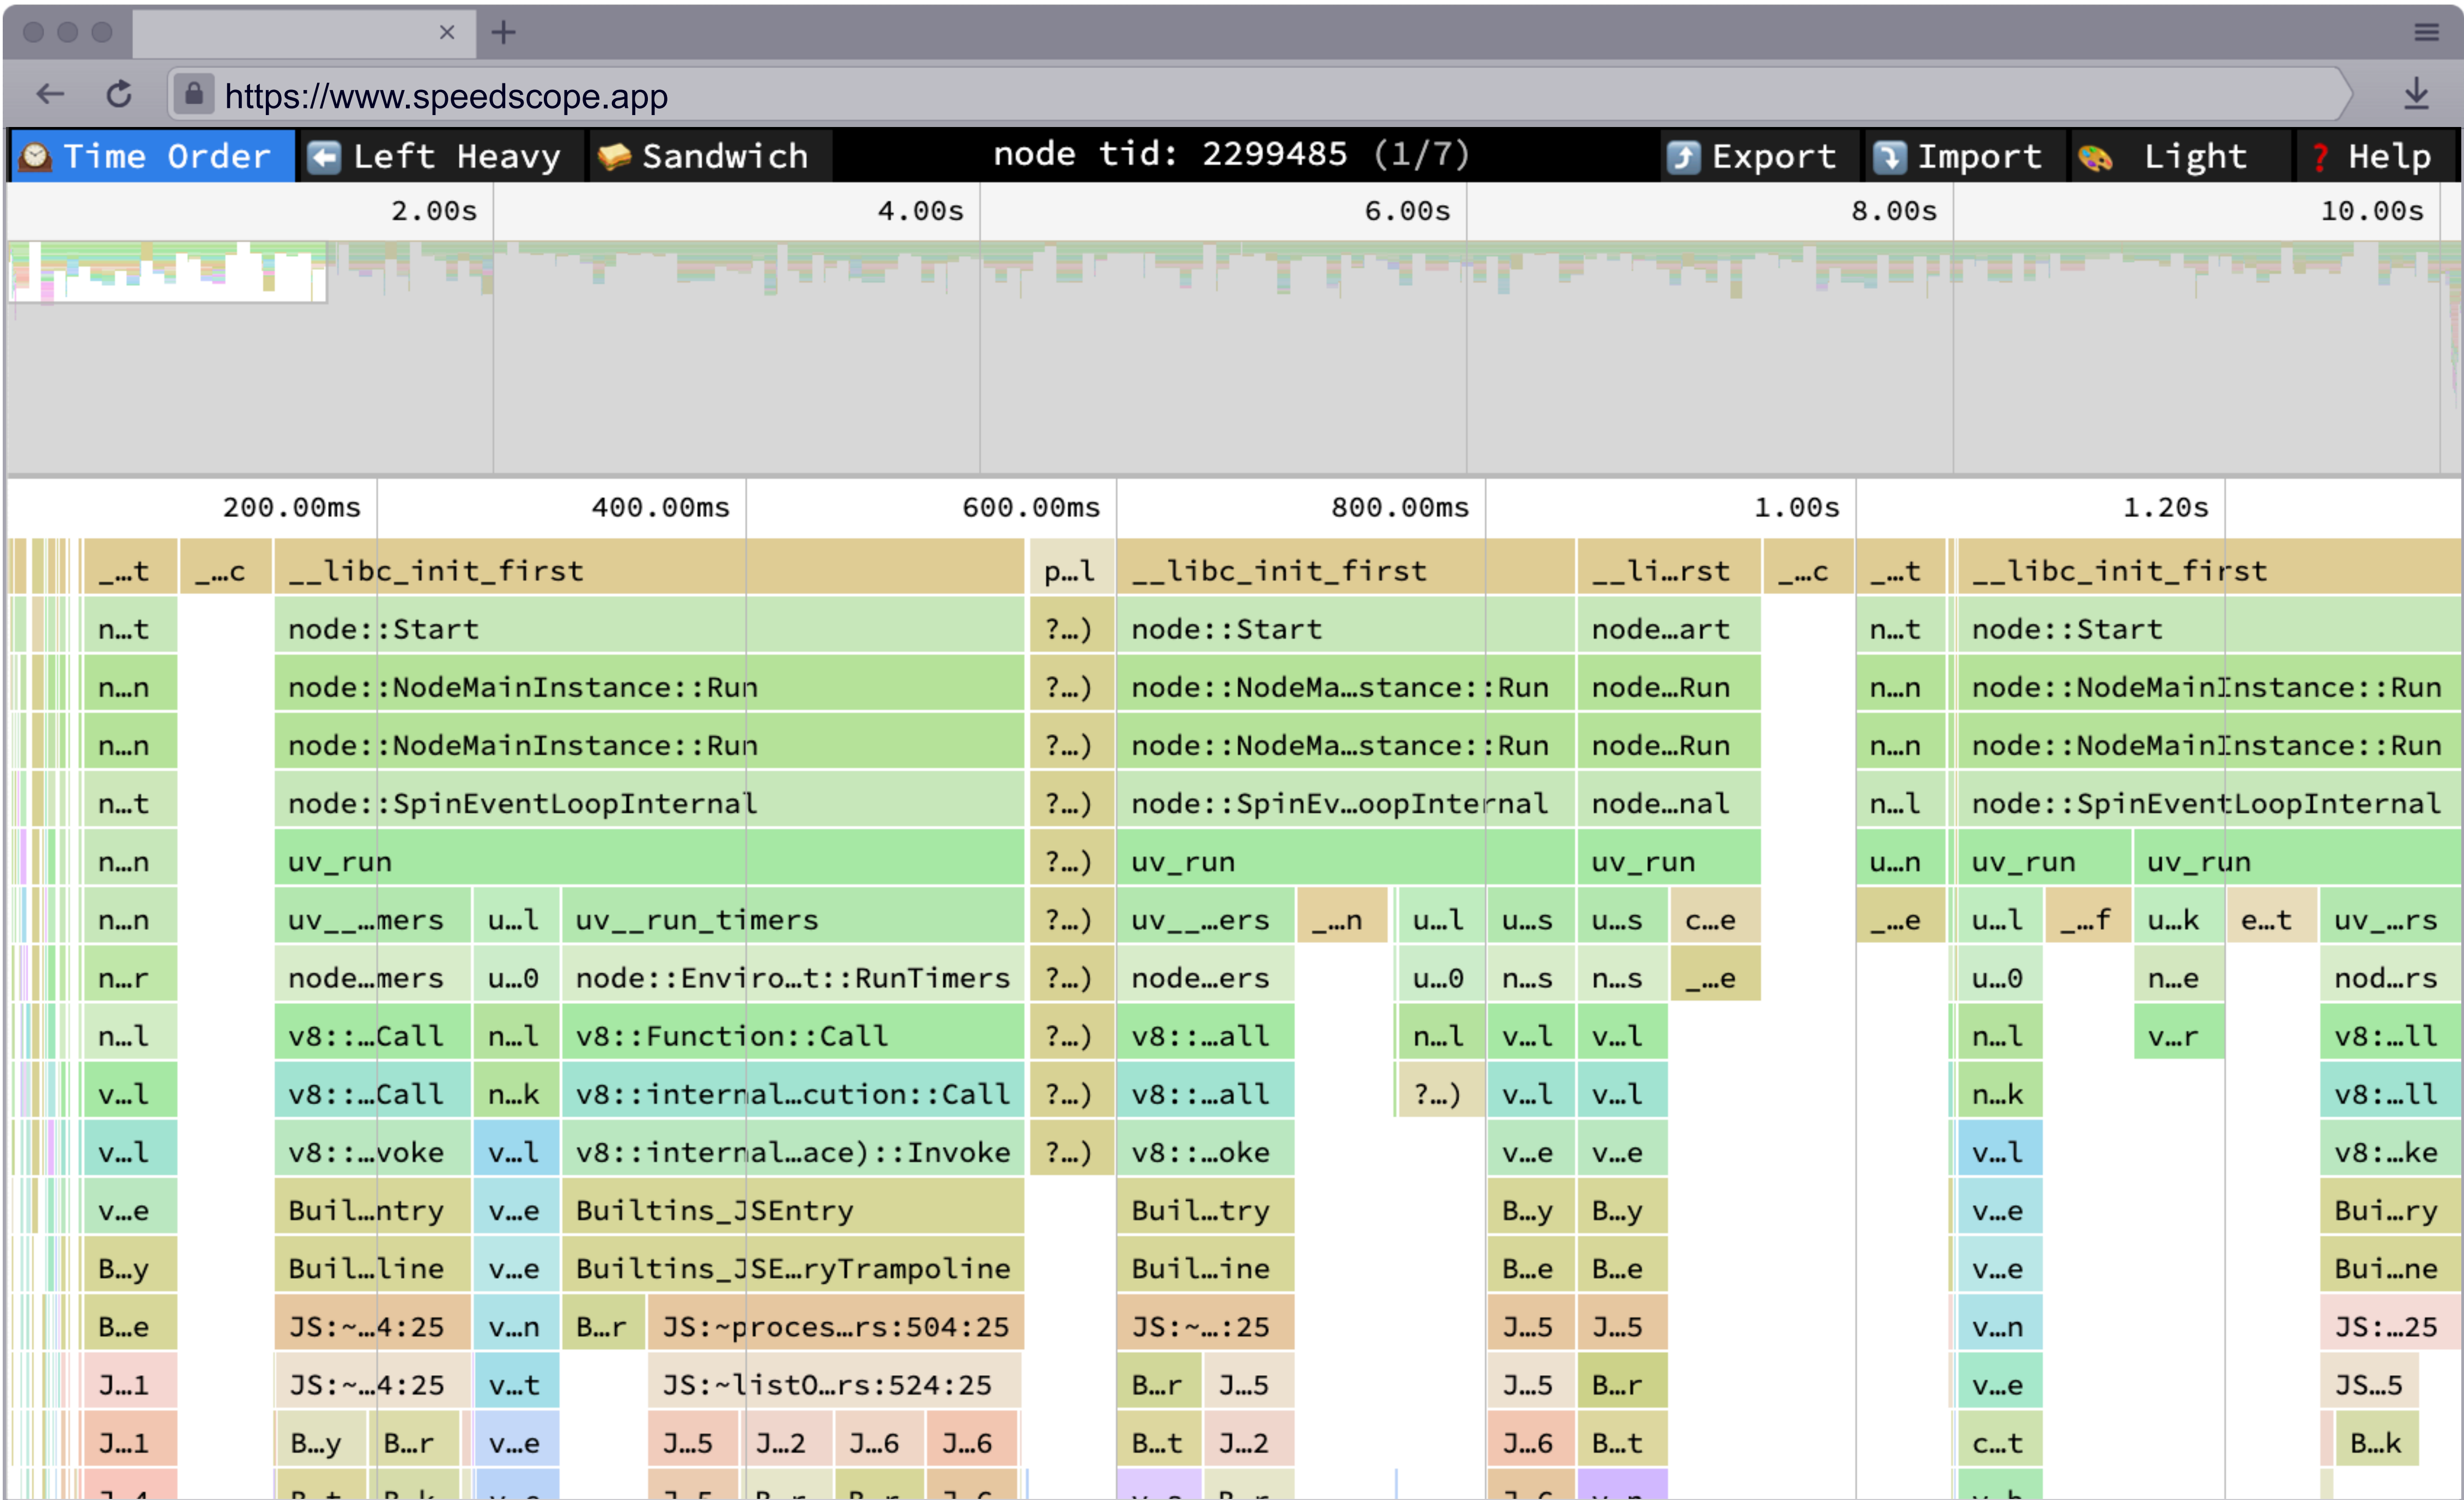 https://www.speedscope.app
Time Order Left Heavy Sandwich node tid: 2299485 (1/7) Export Import Light Help
2.00s 4.00s 6.00s 8.00s 10.00s
200.00ms 400.00ms 600.00ms 800.00ms 1.00s 1.20s
_…t _…c __libc_init_first p…l __libc_init_first __li…rst _…c _…t __libc_init_first
n…t node::Start ?…) node::Start node…art n…t node::Start
n…n node::NodeMainInstance::Run ?…) node::NodeMa…stance::Run node…Run n…n node::NodeMainInstance::Run
n…n node::NodeMainInstance::Run ?…) node::NodeMa…stance::Run node…Run n…n node::NodeMainInstance::Run
n…t node::SpinEventLoopInternal ?…) node::SpinEv…oopInternal node…nal n…l node::SpinEventLoopInternal
n…n uv_run ?…) uv_run uv_run u…n uv_run uv_run
n…n uv__…mers u…l uv__run_timers ?…) uv__…ers _…n u…l u…s u…s c…e _…e u…l _…f u…k e…t uv_…rs
n…r node…mers u…0 node::Enviro…t::RunTimers ?…) node…ers u…0 n…s n…s _…e u…0 n…e nod…rs
n…l v8::…Call n…l v8::Function::Call ?…) v8::…all n…l v…l v…l n…l v…r v8:…ll
v…l v8::…Call n…k v8::internal…cution::Call ?…) v8::…all ?…) v…l v…l n…k v8:…ll
v…l v8::…voke v…l v8::internal…ace)::Invoke ?…) v8::…oke v…e v…e v…l v8:…ke
v…e Buil…ntry v…e Builtins_JSEntry Buil…try B…y B…y v…e Bui…ry
B…y Buil…line v…e Builtins_JSE…ryTrampoline Buil…ine B…e B…e v…e Bui…ne
B…e JS:~…4:25 v…n B…r JS:~proces…rs:504:25 JS:~…:25 J…5 J…5 v…n JS:…25
J…1 JS:~…4:25 v…t JS:~listO…rs:524:25 B…r J…5 J…5 B…r v…e JS…5
J…1 B…y B…r v…e J…5 J…2 J…6 J…6 B…t J…2 J…6 B…t c…t B…k